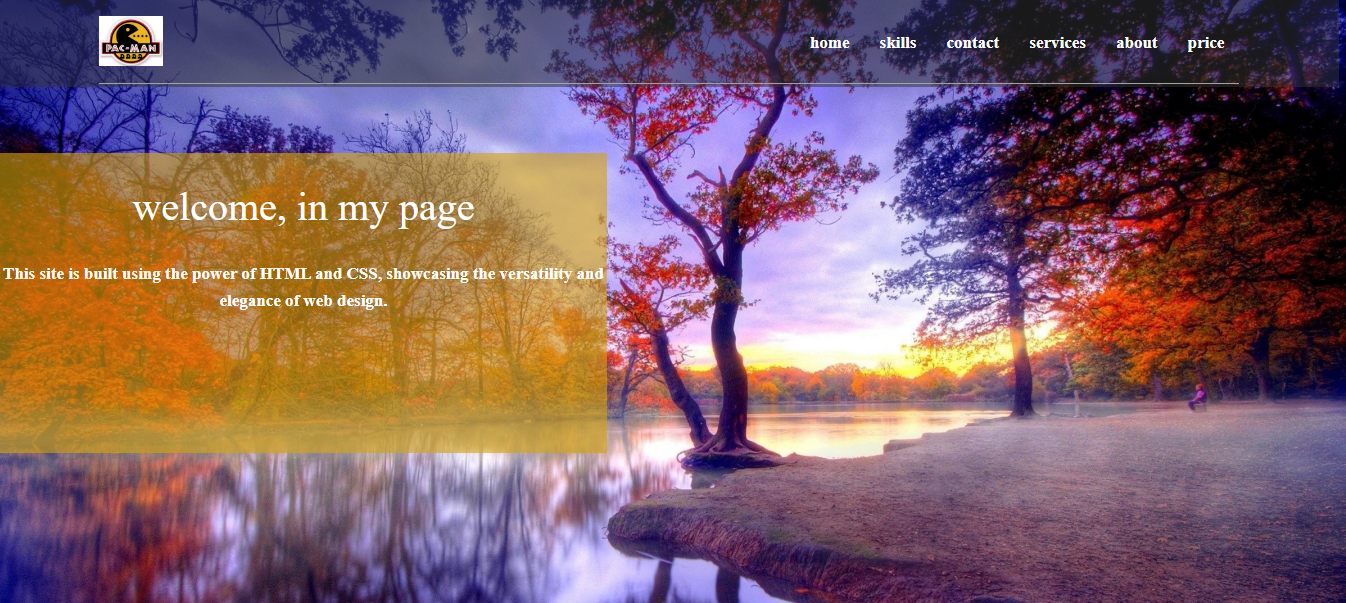 PAC-MAN
home skills contact services about price
welcome, in my page
This site is built using the power of HTML and CSS, showcasing the versatility and
elegance of web design.